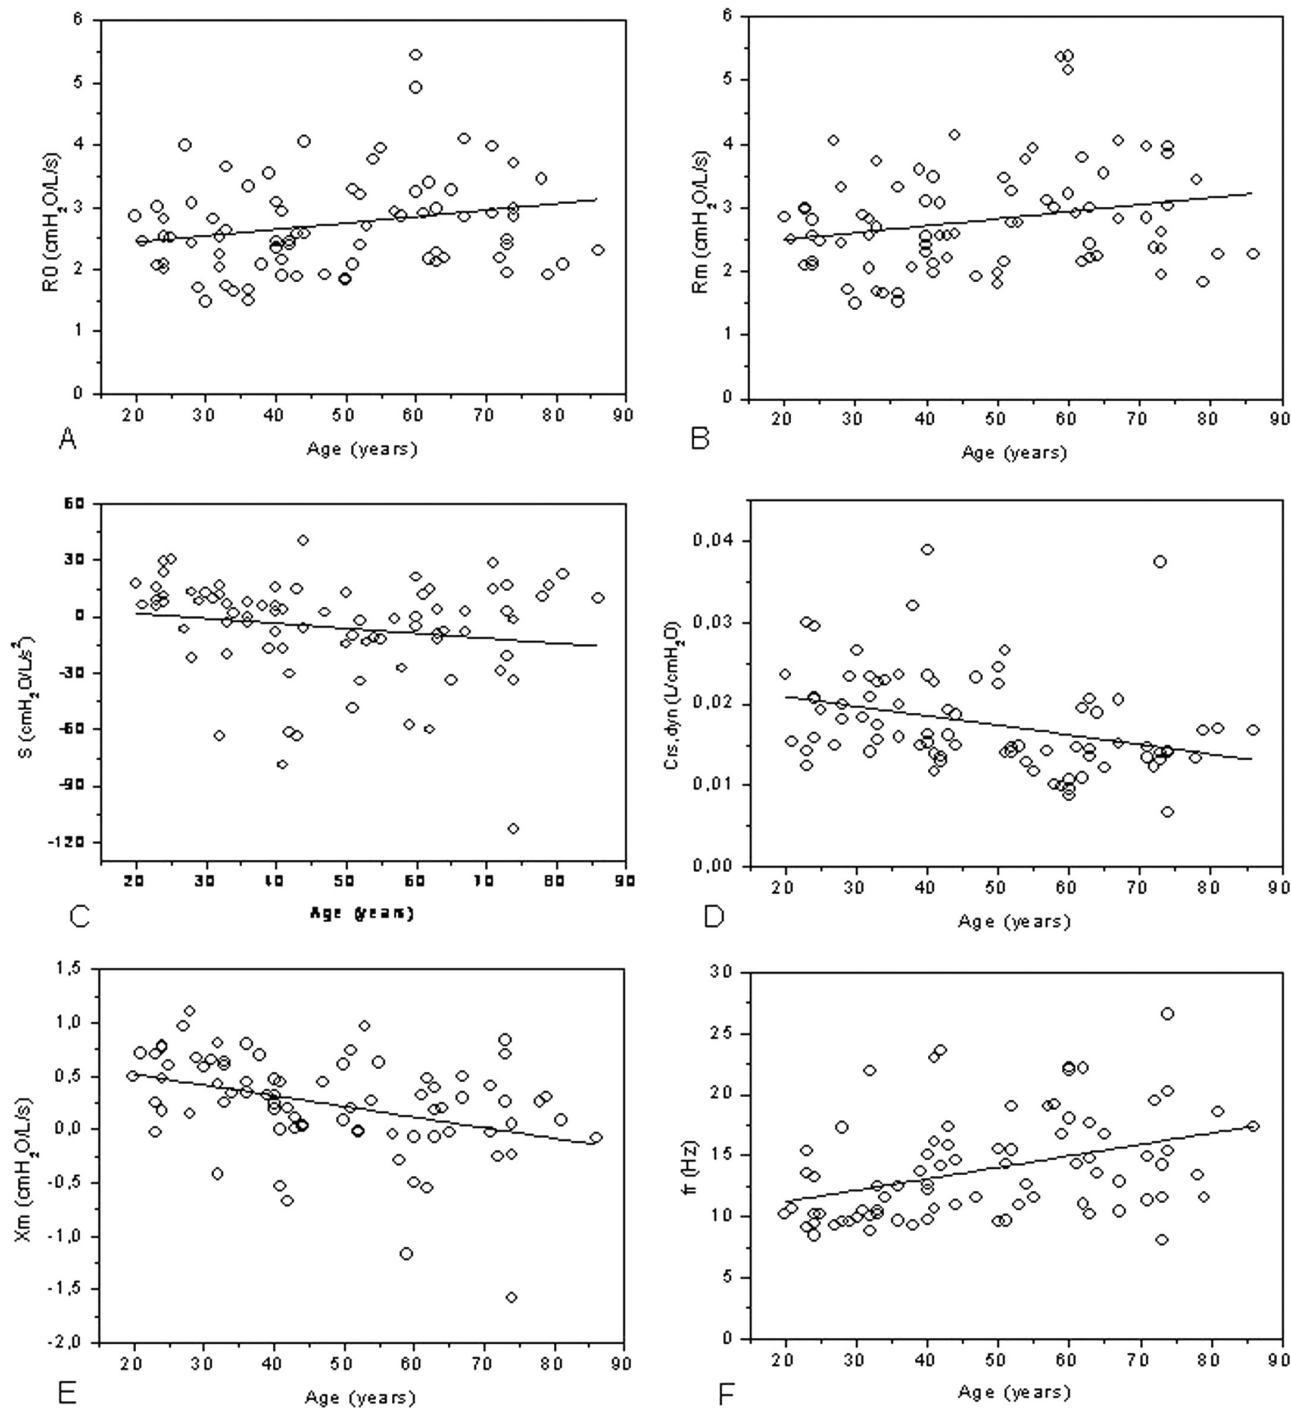 6
5
4
3
2
1
0
R0 (cmH2O/L/s)
20 30 40 50 60 70 80 90
Age (years)
A
6
5
4
3
2
1
0
Rm (cmH2O/L/s)
20 30 40 50 60 70 80 90
Age (years)
B
60
30
0
-30
-60
-90
-120
S (cmH2O/L/s2)
20 30 40 50 60 70 80 90
Age (years)
C
0,04
0,03
0,02
0,01
0,00
Crs,dyn (L/cmH2O)
20 30 40 50 60 70 80 90
Age (years)
D
1,5
1,0
0,5
0,0
-0,5
-1,0
-1,5
-2,0
Xm (cmH2O/L/s)
20 30 40 50 60 70 80 90
Age (years)
E
30
25
20
15
10
5
0
fr (Hz)
20 30 40 50 60 70 80 90
Age (years)
F